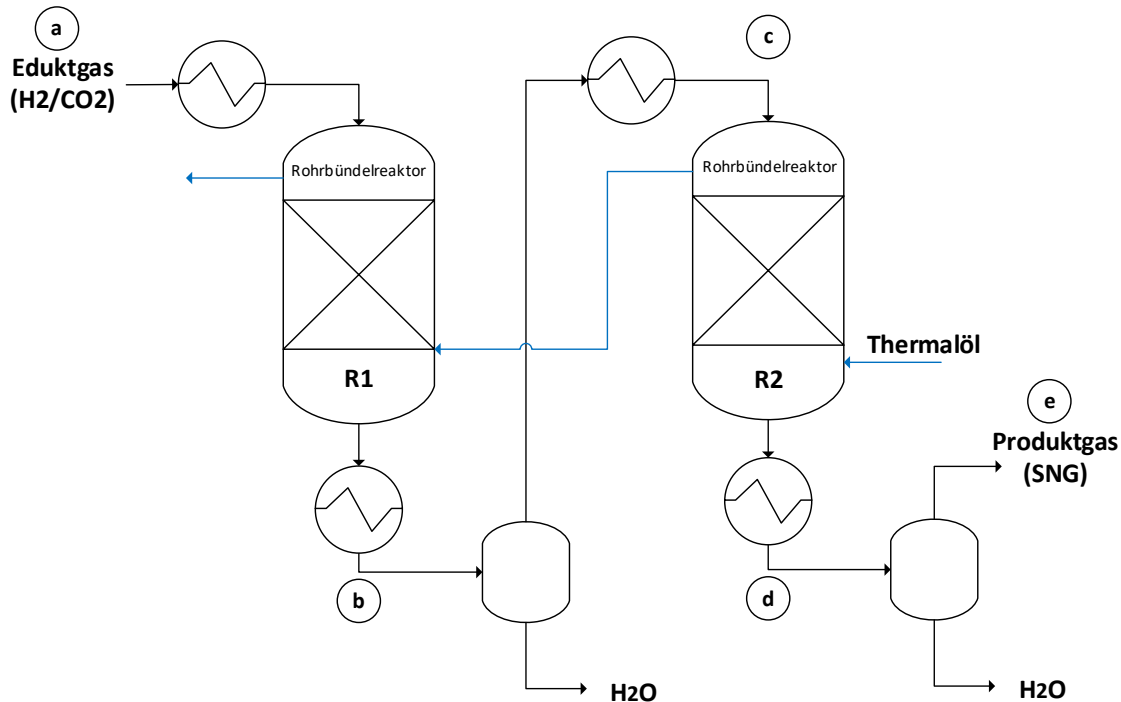 a
Eduktgas
(H2/CO2)
c
Rohrbündelreaktor
Rohrbündelreaktor
Thermalöl
R1
R2
e
Produktgas
(SNG)
b
d
H2O
H2O